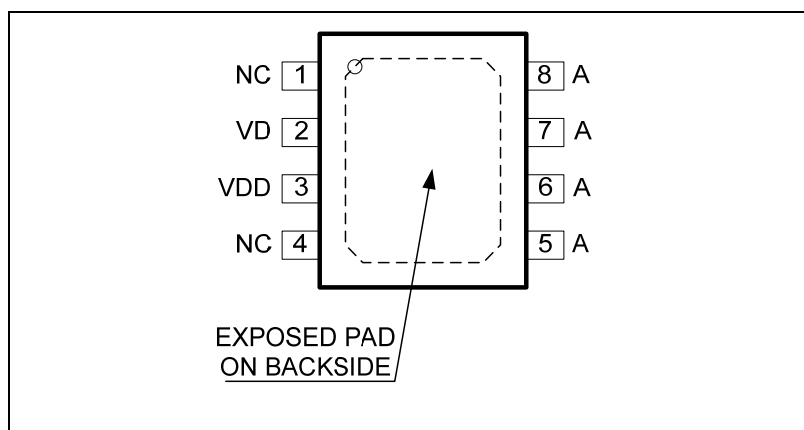 NC 1 8 A
VD 2 7 A
VDD 3 6 A
NC 4 5 A
EXPOSED PAD
ON BACKSIDE